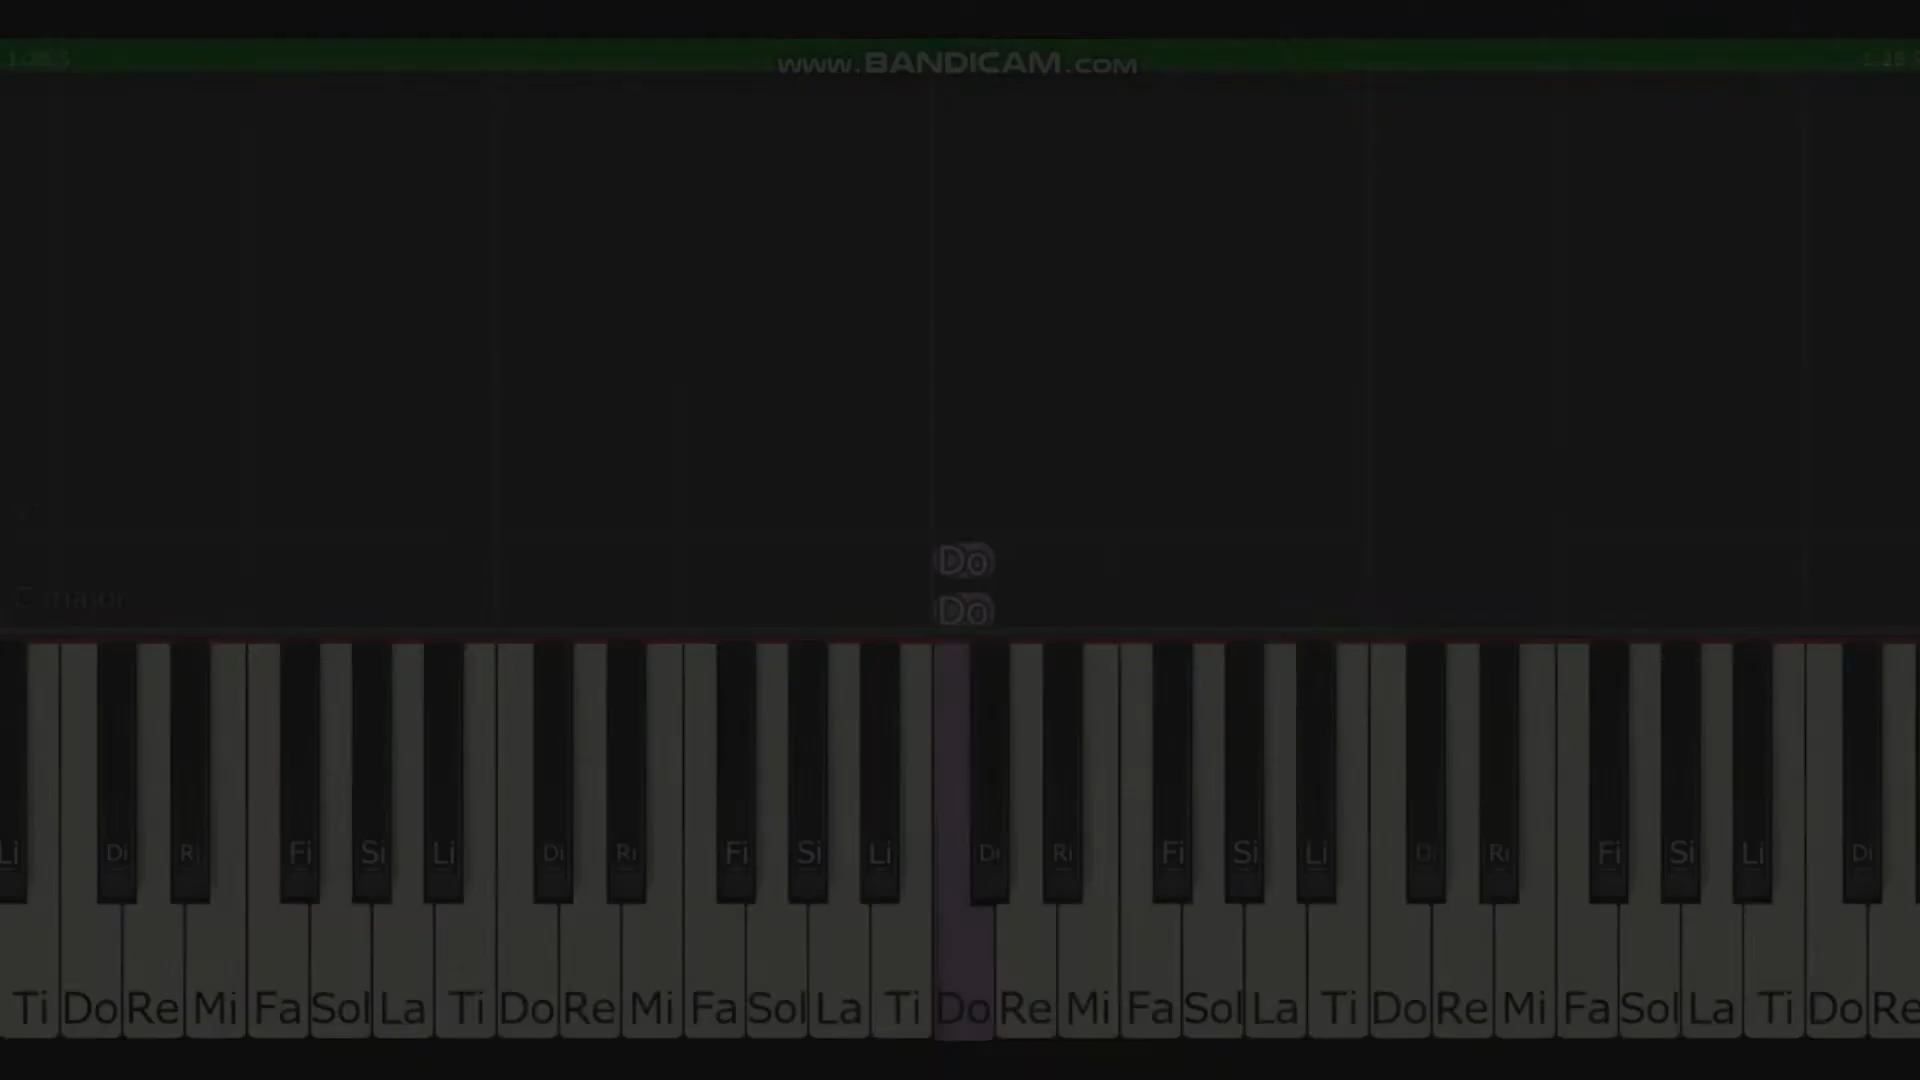 www.BANDICAM.com
Do
Do
Li Di Ri Fi Si Li Di Ri Fi Si Li Di Ri Fi Si Li Di Ri Fi Si Li Di
Ti Do Re Mi Fa Sol La Ti Do Re Mi Fa Sol La Ti Do Re Mi Fa Sol La Ti Do Re Mi Fa Sol La Ti Do Re